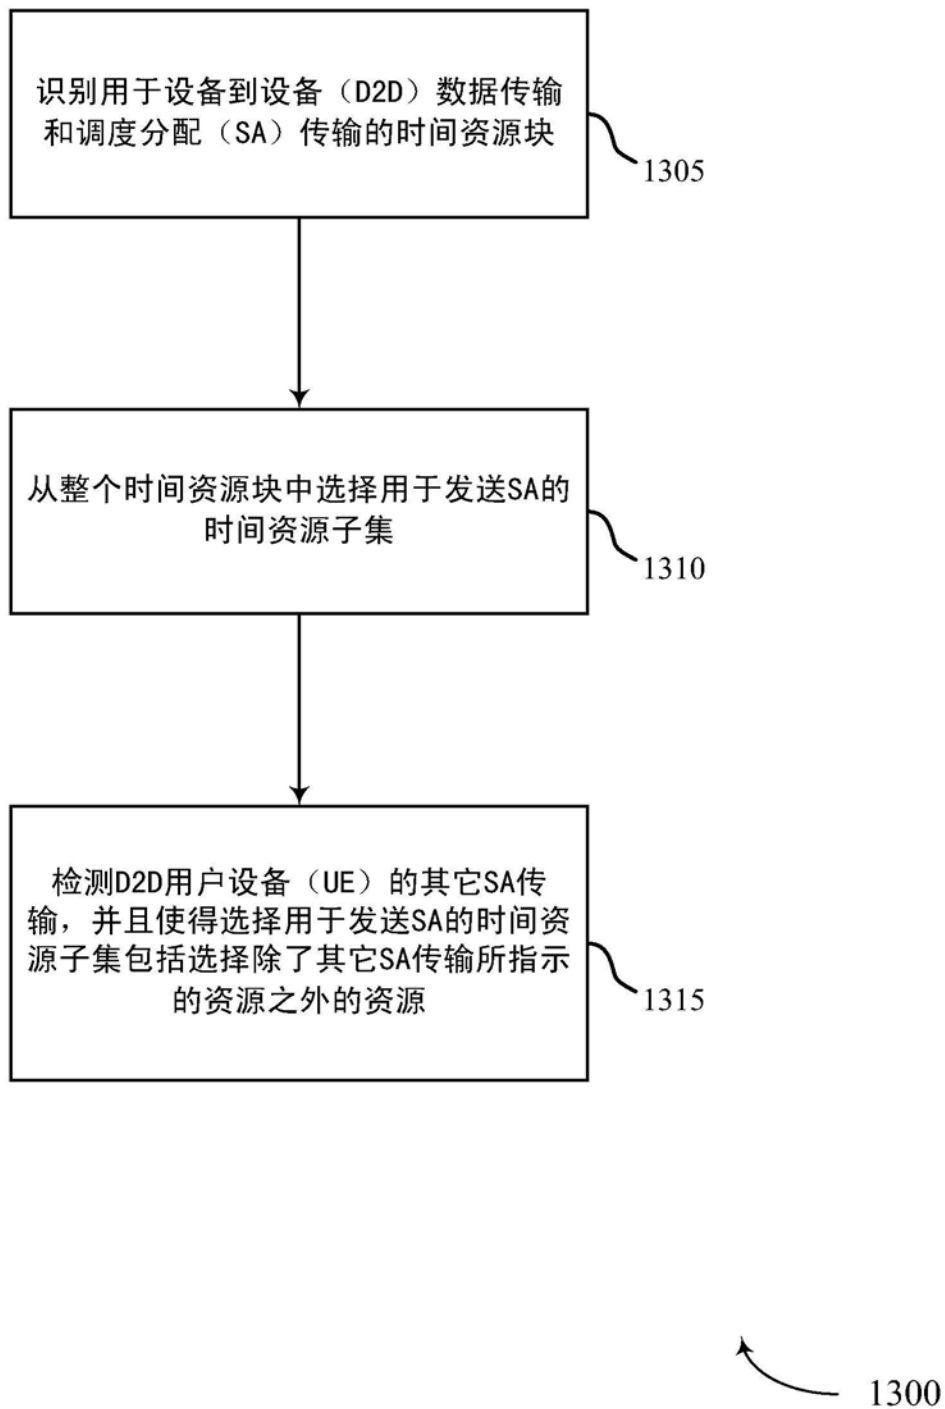 识别用于设备到设备（D2D）数据传输
和调度分配（SA）传输的时间资源块
1305
从整个时间资源块中选择用于发送SA的
时间资源子集
1310
检测D2D用户设备（UE）的其它SA传
输，并且使得选择用于发送SA的时间资
源子集包括选择除了其它SA传输所指示
的资源之外的资源
1315
1300